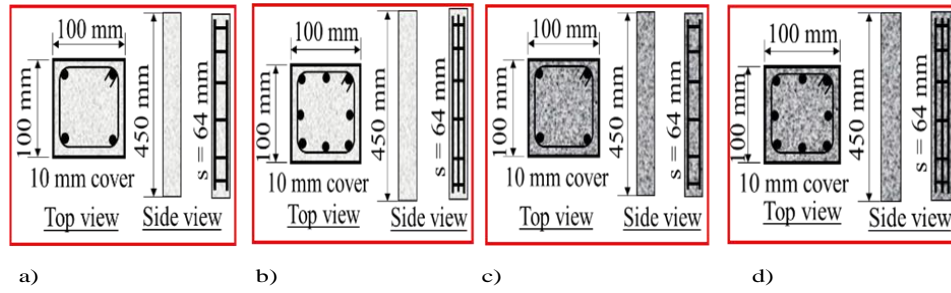 100 mm
100 mm
450 mm
s = 64 mm
10 mm cover
Top view
Side view
a)
100 mm
100 mm
450 mm
s = 64 mm
10 mm cover
Top view
Side view
b)
100 mm
100 mm
450 mm
s = 64 mm
10 mm cover
Top view
Side view
c)
100 mm
100 mm
450 mm
s = 64 mm
10 mm cover
Top view
Side view
d)